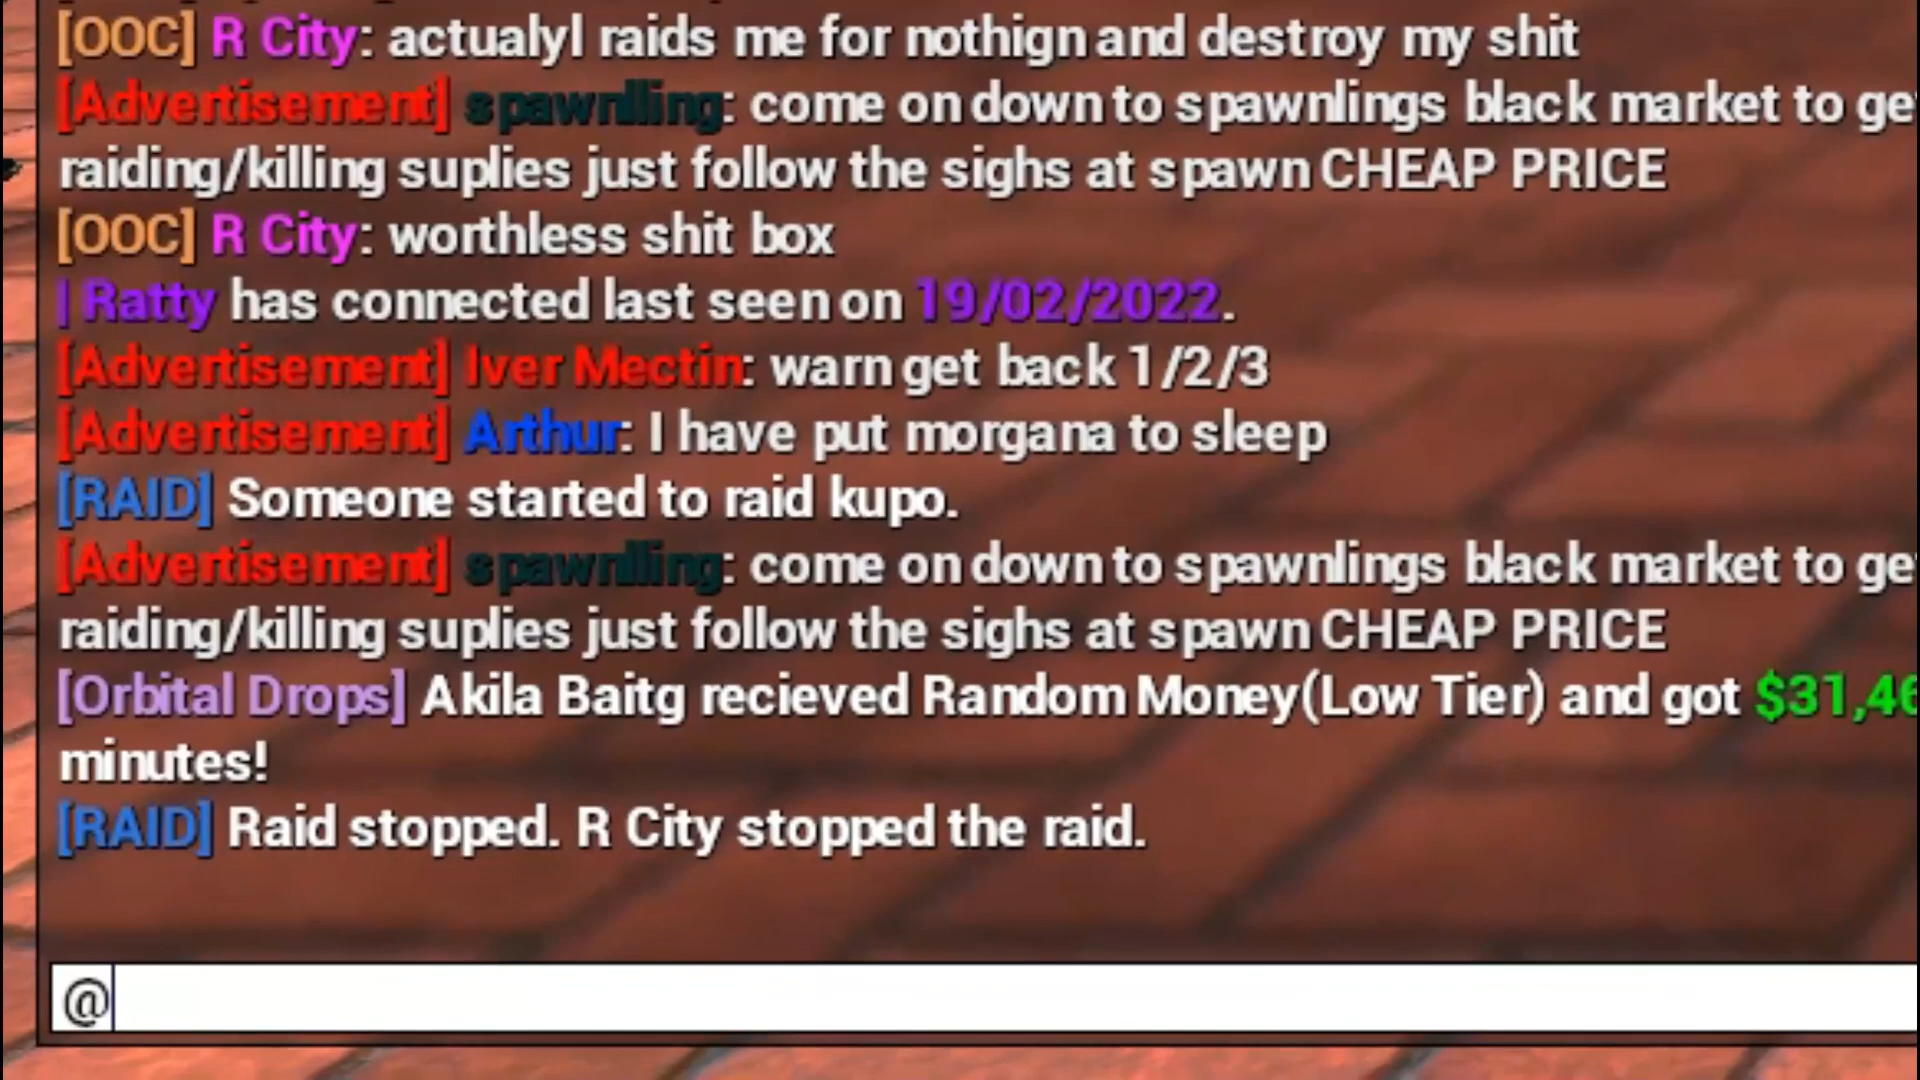 [OOC] R City: actualyl raids me for nothign and destroy my shit
[Advertisement] spawnlling: come on down to spawnlings black market to ge
raiding/killing suplies just follow the sighs at spawn CHEAP PRICE
[OOC] R City: worthless shit box
| Ratty has connected last seen on 19/02/2022.
[Advertisement] Iver Mectin: warn get back 1/2/3
[Advertisement] Arthur: I have put morgana to sleep
[RAID] Someone started to raid kupo.
[Advertisement] spawnlling: come on down to spawnlings black market to ge
raiding/killing suplies just follow the sighs at spawn CHEAP PRICE
[Orbital Drops] Akila Baitg recieved Random Money(Low Tier) and got $31,46
minutes!
[RAID] Raid stopped. R City stopped the raid.
@